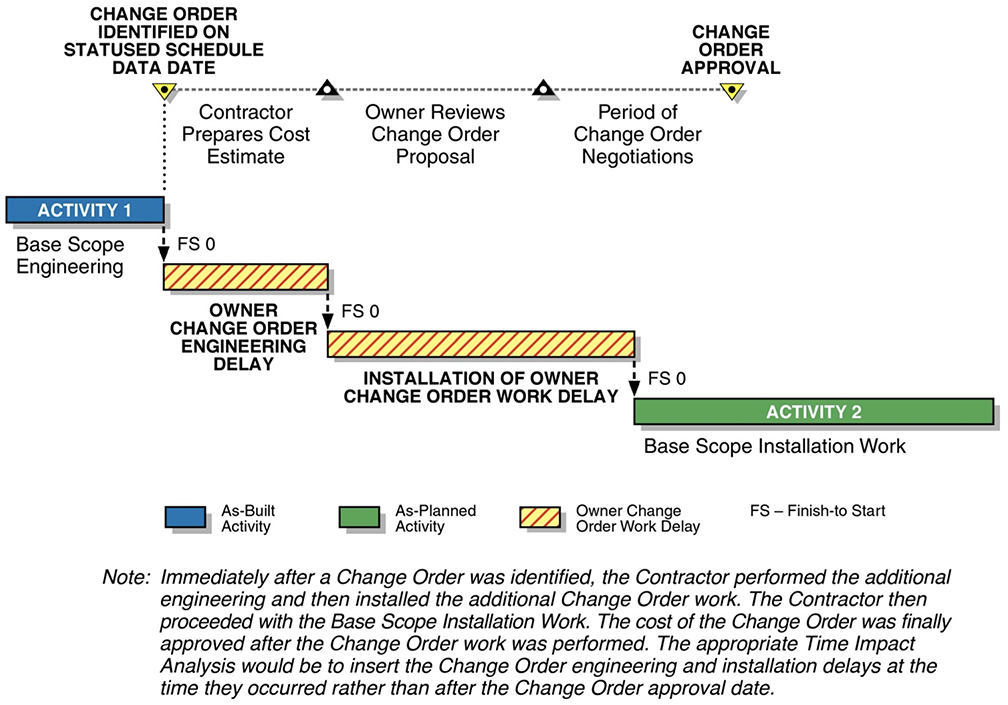 CHANGE ORDER
IDENTIFIED ON
STATUSED SCHEDULE
DATA DATE
CHANGE
ORDER
APPROVAL
Contractor
Prepares Cost
Estimate
Owner Reviews
Change Order
Proposal
Period of
Change Order
Negotiations
ACTIVITY 1
Base Scope
Engineering
FS 0
OWNER
CHANGE ORDER
ENGINEERING
DELAY
FS 0
INSTALLATION OF OWNER
CHANGE ORDER WORK DELAY
FS 0
ACTIVITY 2
Base Scope Installation Work
As-Built
Activity
As-Planned
Activity
Owner Change
Order Work Delay
FS – Finish-to Start
Note: Immediately after a Change Order was identified, the Contractor performed the additional
engineering and then installed the additional Change Order work. The Contractor then
proceeded with the Base Scope Installation Work. The cost of the Change Order was finally
approved after the Change Order work was performed. The appropriate Time Impact
Analysis would be to insert the Change Order engineering and installation delays at the
time they occurred rather than after the Change Order approval date.